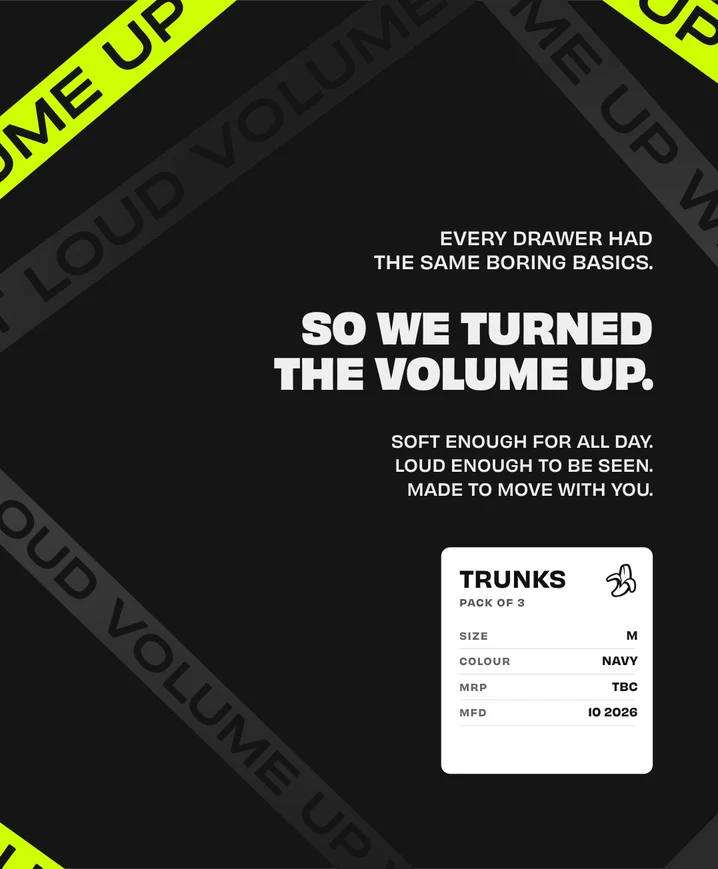 UME UP
UP
LOUD VOLUME
ME UP W
EVERY DRAWER HAD
THE SAME BORING BASICS.
SO WE TURNED
THE VOLUME UP.
SOFT ENOUGH FOR ALL DAY.
LOUD ENOUGH TO BE SEEN.
MADE TO MOVE WITH YOU.
OUD VOLUME UP
TRUNKS
PACK OF 3
SIZE M
COLOUR NAVY
MRP TBC
MFD 10 2026